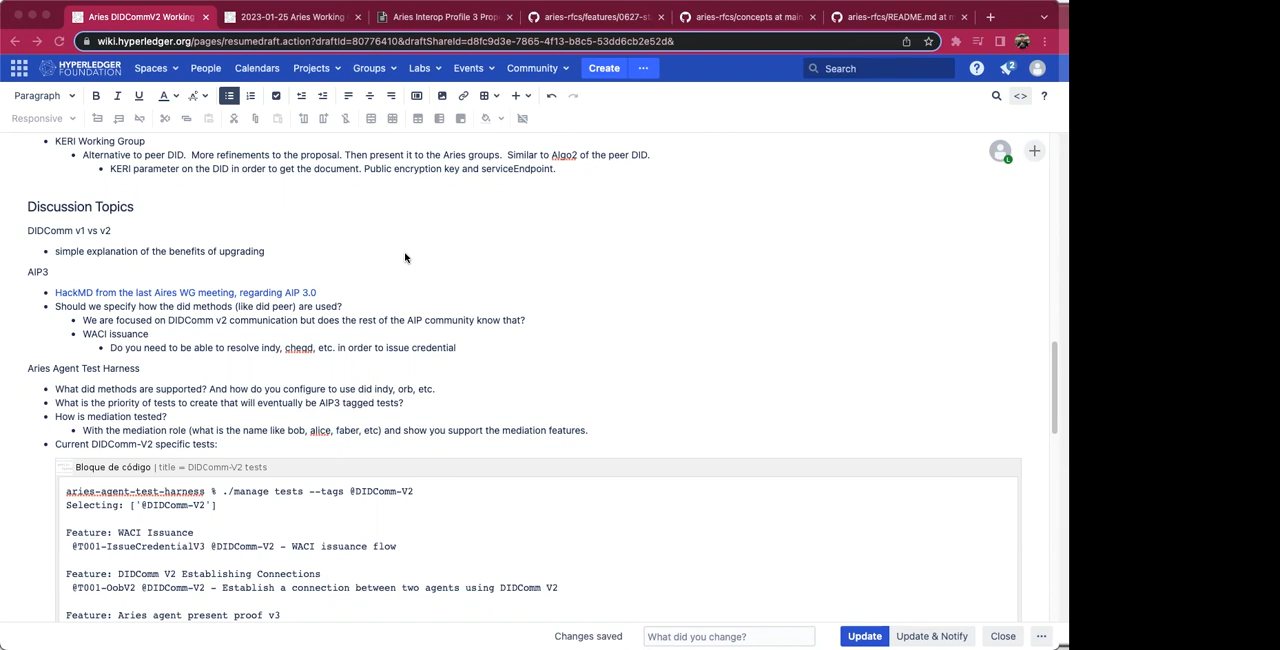 Aries DIDCommV2 Working
2023-01-25 Aries Working
Aries Interop Profile 3 Prop
aries-rfcs/features/0627-st
aries-rfcs/concepts at main
aries-rfcs/README.md at m
wiki.hyperledger.org/pages/resumedraft.action?draftId=80776410&draftShareId=d8fc9d3e-7865-4f13-b8c5-53dd6cb2e52d&
HYPERLEDGER FOUNDATION Spaces People Calendars Projects Groups Labs Events Community Create Search 2
Paragraph B I U A
Responsive
KERI Working Group
Alternative to peer DID. More refinements to the proposal. Then present it to the Aries groups. Similar to Algo2 of the peer DID.
KERI parameter on the DID in order to get the document. Public encryption key and serviceEndpoint.
Discussion Topics
DIDComm v1 vs v2
simple explanation of the benefits of upgrading
AIP3
HackMD from the last Aires WG meeting, regarding AIP 3.0
Should we specify how the did methods (like did peer) are used?
We are focused on DIDComm v2 communication but does the rest of the AIP community know that?
WACI issuance
Do you need to be able to resolve indy, cheqd, etc. in order to issue credential
Aries Agent Test Harness
What did methods are supported? And how do you configure to use did indy, orb, etc.
What is the priority of tests to create that will eventually be AIP3 tagged tests?
How is mediation tested?
With the mediation role (what is the name like bob, alice, faber, etc) and show you support the mediation features.
Current DIDComm-V2 specific tests:
Bloque de código | title = DIDComm-V2 tests
aries-agent-test-harness % ./manage tests --tags @DIDComm-V2
Selecting: ['@DIDComm-V2']
Feature: WACI Issuance
@T001-IssueCredentialV3 @DIDComm-V2 - WACI issuance flow
Feature: DIDComm V2 Establishing Connections
@T001-OobV2 @DIDComm-V2 - Establish a connection between two agents using DIDComm V2
Feature: Aries agent present proof v3
Changes saved What did you change? Update Update & Notify Close